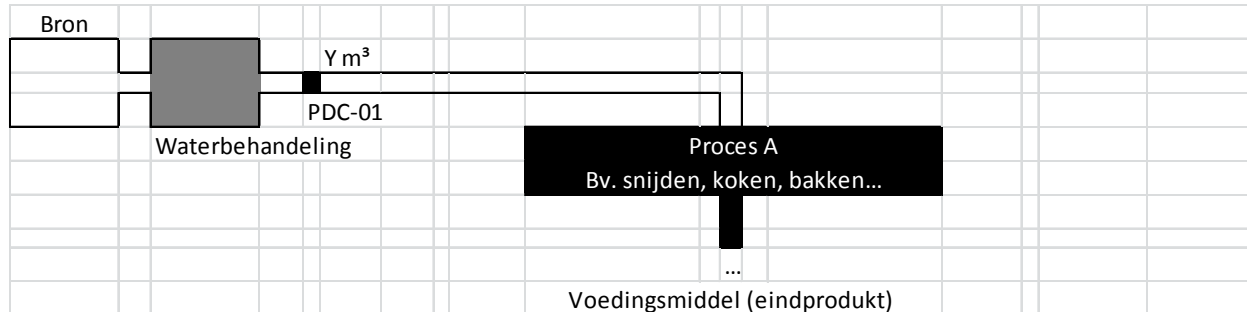 Bron
Y m³
PDC-01
Waterbehandeling
Proces A
Bv. snijden, koken, bakken…
…
Voedingsmiddel (eindprodukt)